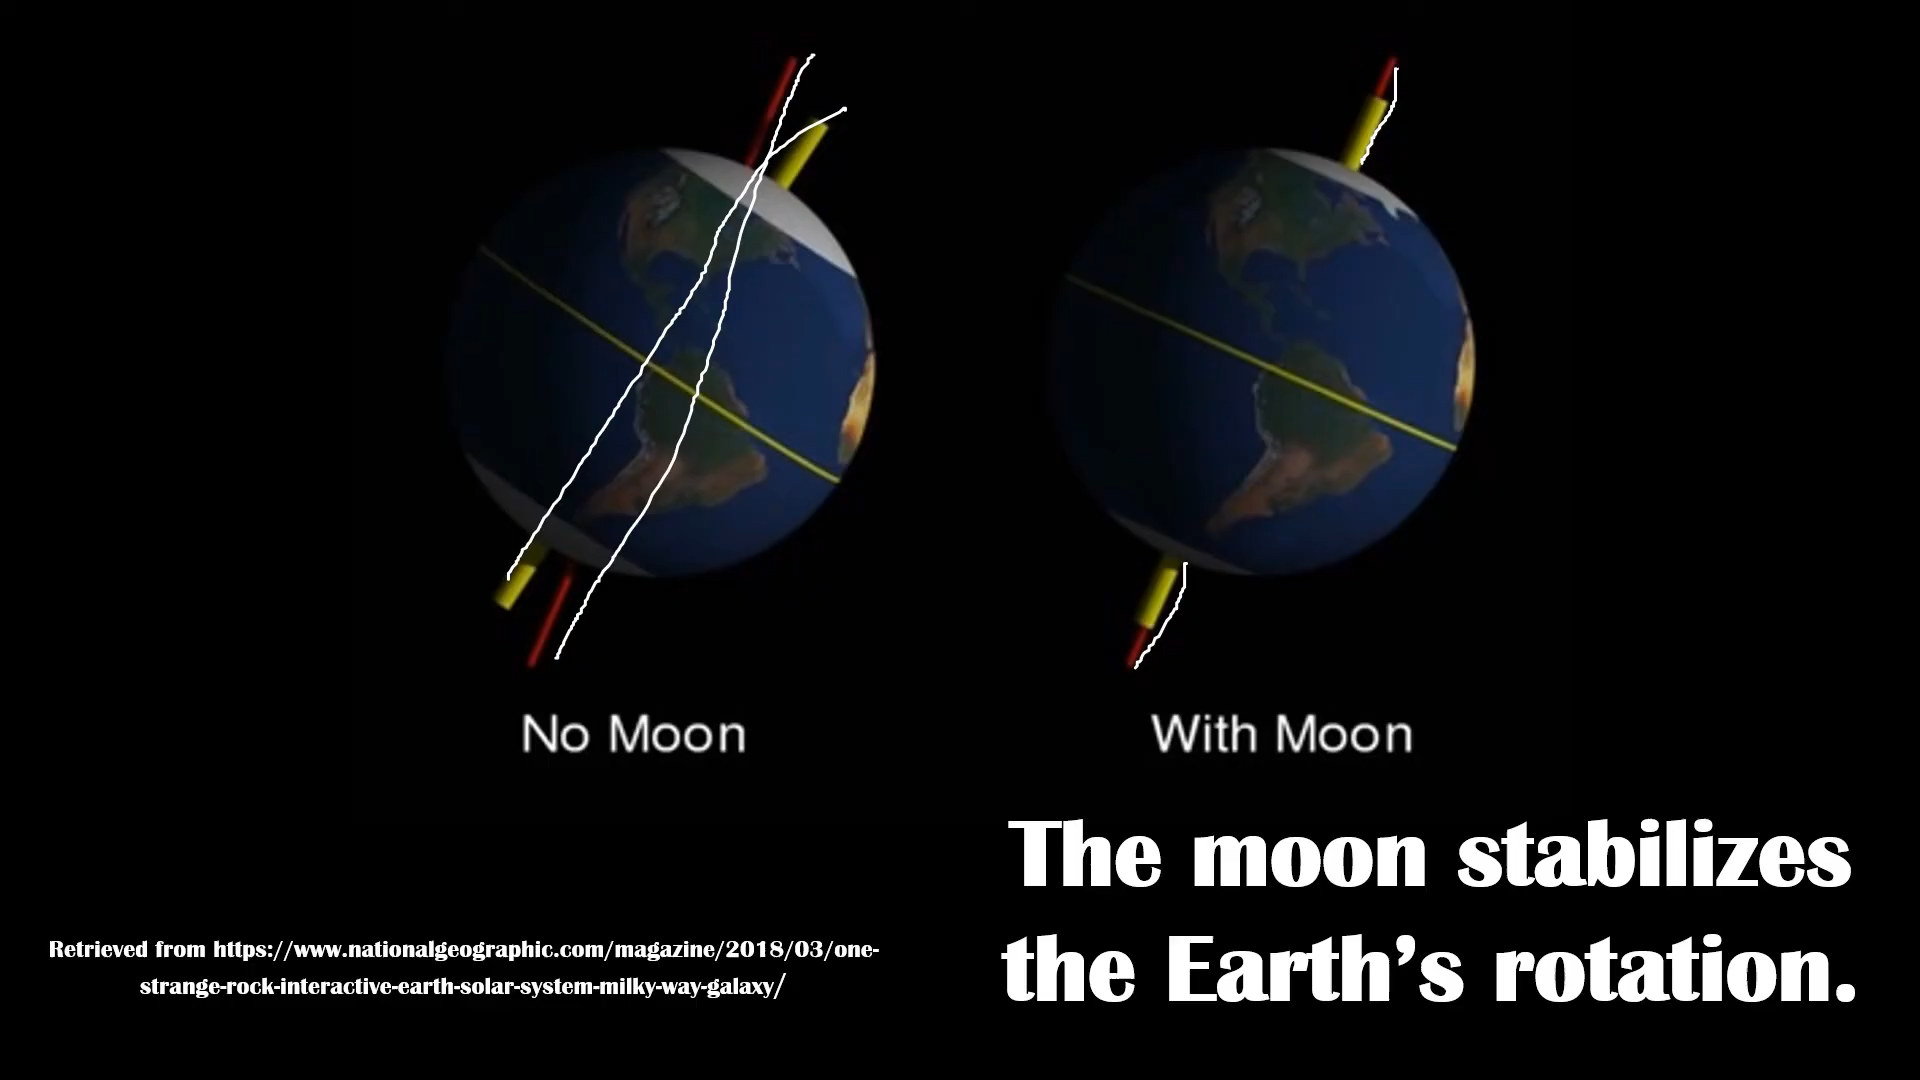 No Moon
With Moon
The moon stabilizes
the Earth’s rotation.
Retrieved from https://www.nationalgeographic.com/magazine/2018/03/one-
strange-rock-interactive-earth-solar-system-milky-way-galaxy/